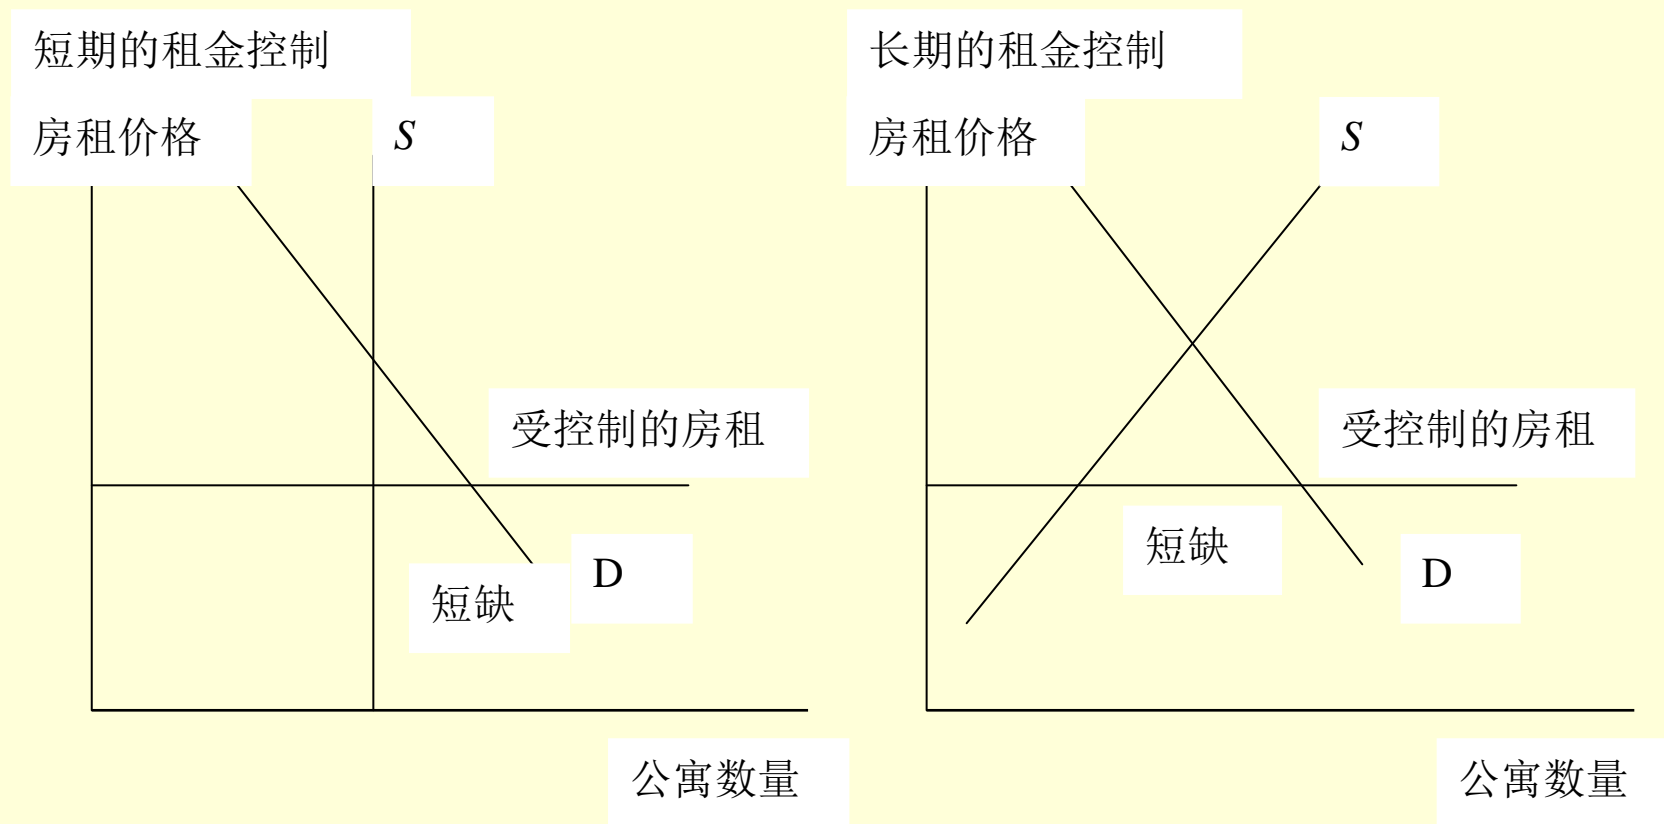 短期的租金控制
房租价格
S
受控制的房租
D
短缺
公寓数量
长期的租金控制
房租价格
S
受控制的房租
短缺
D
公寓数量